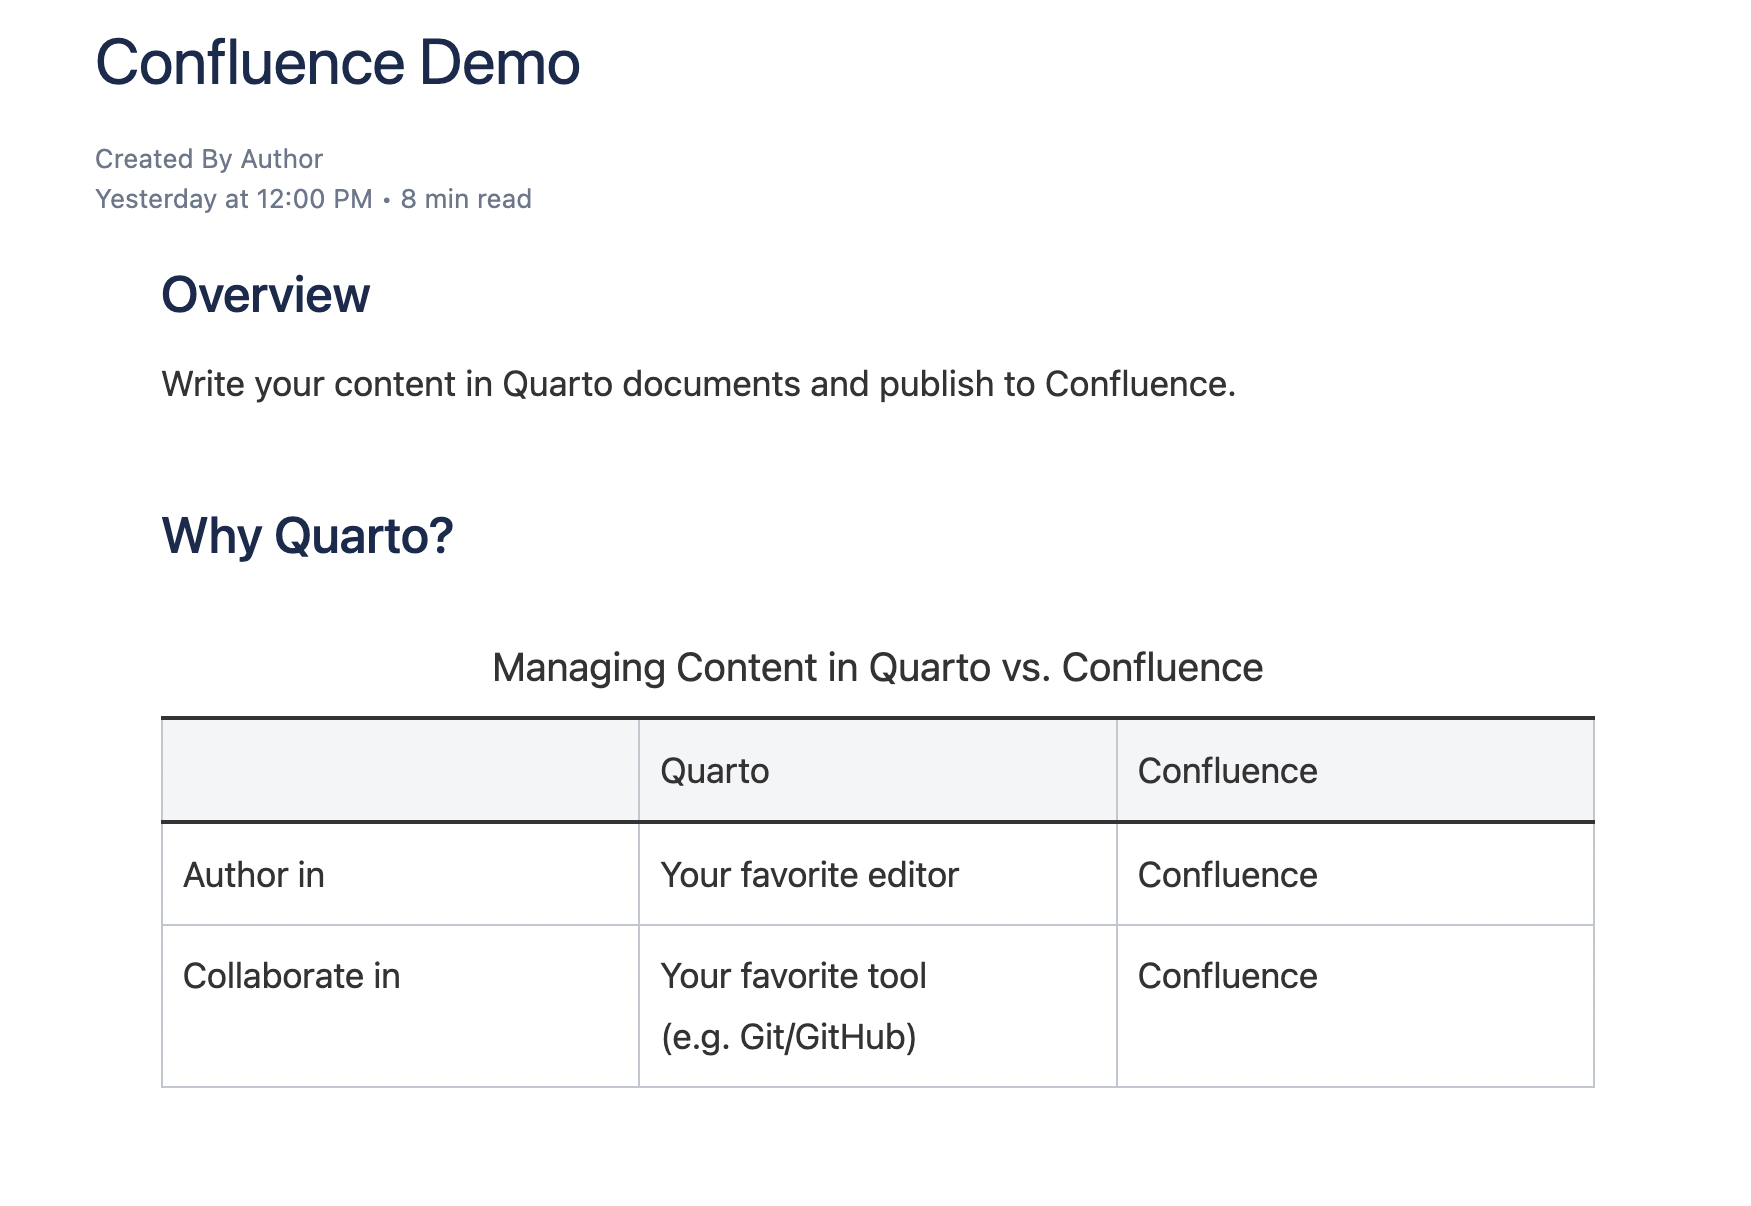 Confluence Demo
Created By Author
Yesterday at 12:00 PM • 8 min read
Overview
Write your content in Quarto documents and publish to Confluence.
Why Quarto?
Managing Content in Quarto vs. Confluence
Quarto Confluence
Author in Your favorite editor Confluence
Collaborate in Your favorite tool Confluence
(e.g. Git/GitHub)